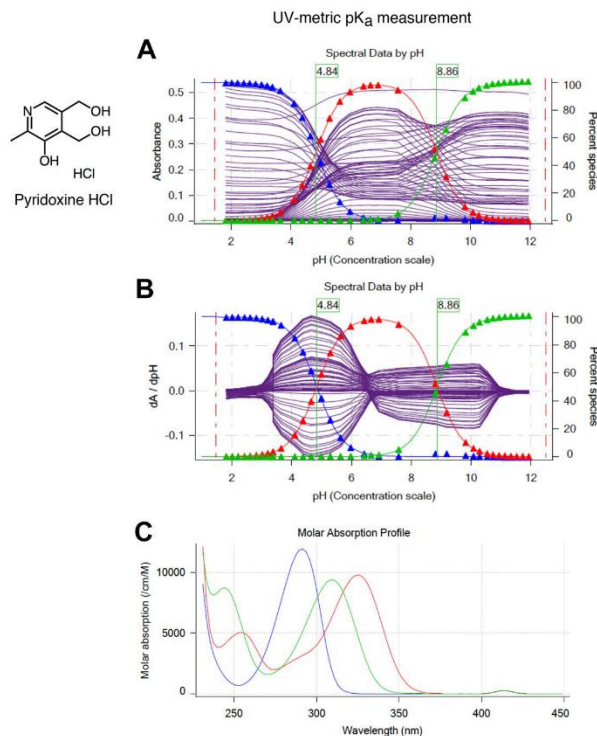 UV-metric pKa measurement
N
OH
OH
OH
HCl
Pyridoxine HCl
A
Spectral Data by pH
4.84
8.86
0.5
0.4
0.3
0.2
0.1
0.0
Absorbance
100
80
60
40
20
0
Percent species
2 4 6 8 10 12
pH (Concentration scale)
B
Spectral Data by pH
4.84
8.86
0.1
0.0
-0.1
dA / dpH
100
80
60
40
20
0
Percent species
2 4 6 8 10 12
pH (Concentration scale)
C
Molar Absorption Profile
10000
5000
0
Molar absorption (/cm/M)
250 300 350 400 450
Wavelength (nm)